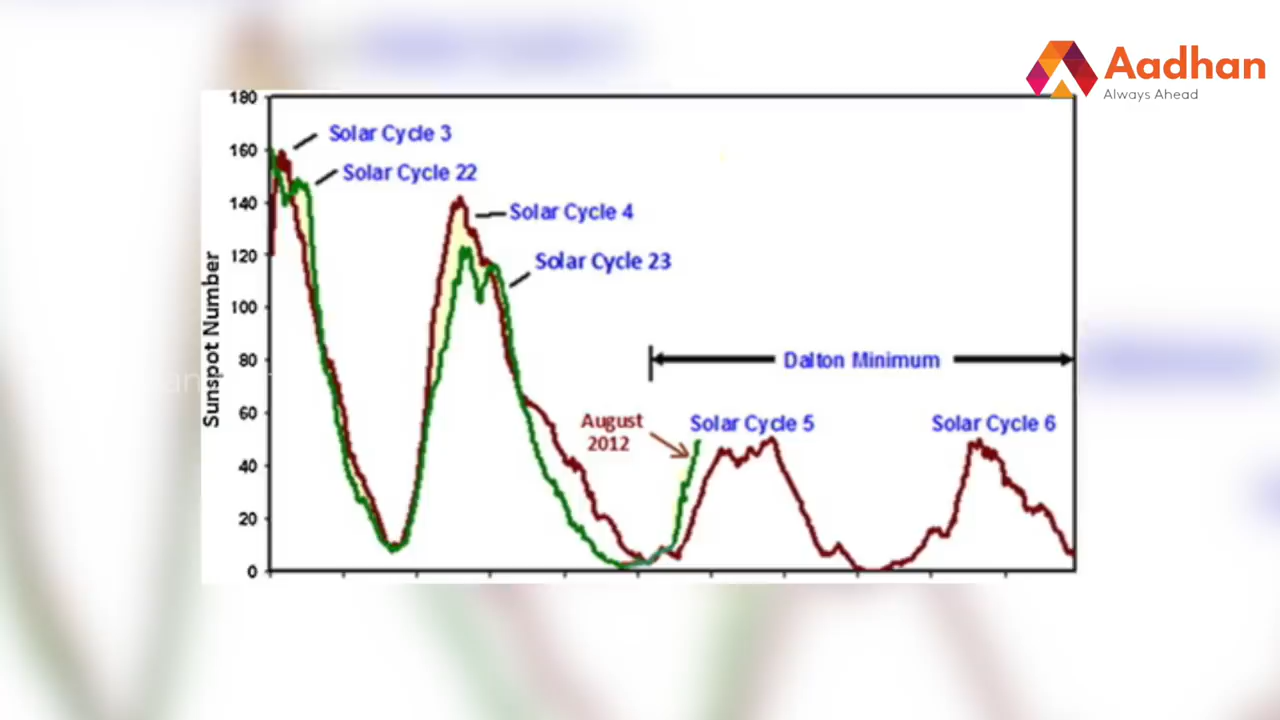 Aadhan
Always Ahead
180
160
140
120
100
80
60
40
20
0
Sunspot Number
Solar Cycle 3
Solar Cycle 22
Solar Cycle 4
Solar Cycle 23
Dalton Minimum
August
2012
Solar Cycle 5
Solar Cycle 6